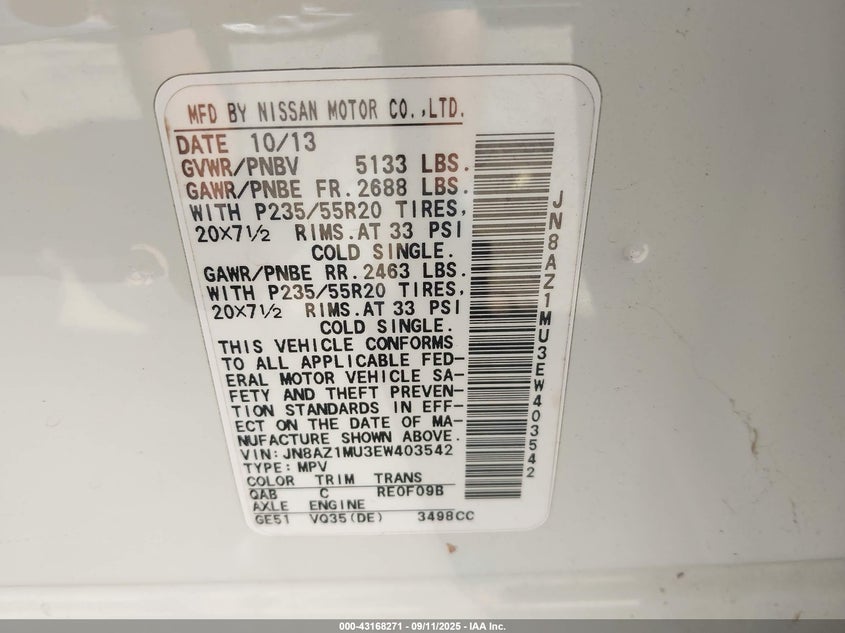 MFD BY NISSAN MOTOR CO.,LTD.
DATE 10/13
GVWR/PNBV 5133 LBS.
GAWR/PNBE FR.2688 LBS.
WITH P235/55R20 TIRES,
20X7½ RIMS.AT 33 PSI
COLD SINGLE.
GAWR/PNBE RR.2463 LBS.
WITH P235/55R20 TIRES,
20X7½ RIMS.AT 33 PSI
COLD SINGLE.
THIS VEHICLE CONFORMS
TO ALL APPLICABLE FED-
ERAL MOTOR VEHICLE SA-
FETY AND THEFT PREVEN-
TION STANDARDS IN EFF-
ECT ON THE DATE OF MA-
NUFACTURE SHOWN ABOVE.
VIN:JN8AZ1MU3EW403542
TYPE:MPV
COLOR TRIM TRANS
QAB C RE0F09B
AXLE ENGINE
GE51 VQ35(DE) 3498CC
JN8AZ1MU3EW403542
000-43168271 - 09/11/2025 - IAA Inc.